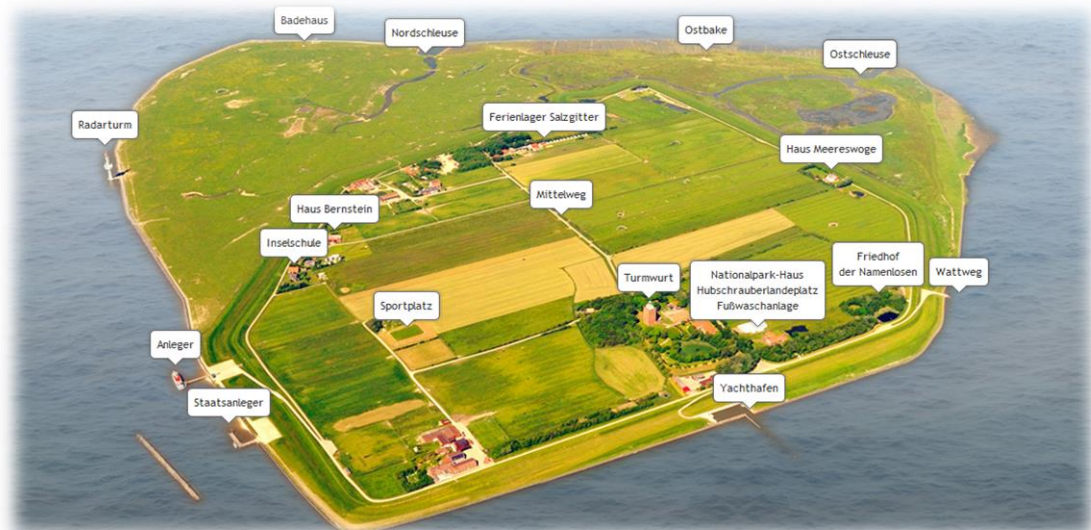 Badehaus
Nordschleuse
Ostbake
Ostschleuse
Radarturm
Ferienlager Salzgitter
Haus Meereswoge
Mittelweg
Haus Bernstein
Inselschule
Friedhof
der Namenlosen
Wattweg
Turmwurt
Nationalpark-Haus
Hubschrauberlandeplatz
Fußwaschanlage
Sportplatz
Anleger
Staatsanleger
Yachthafen